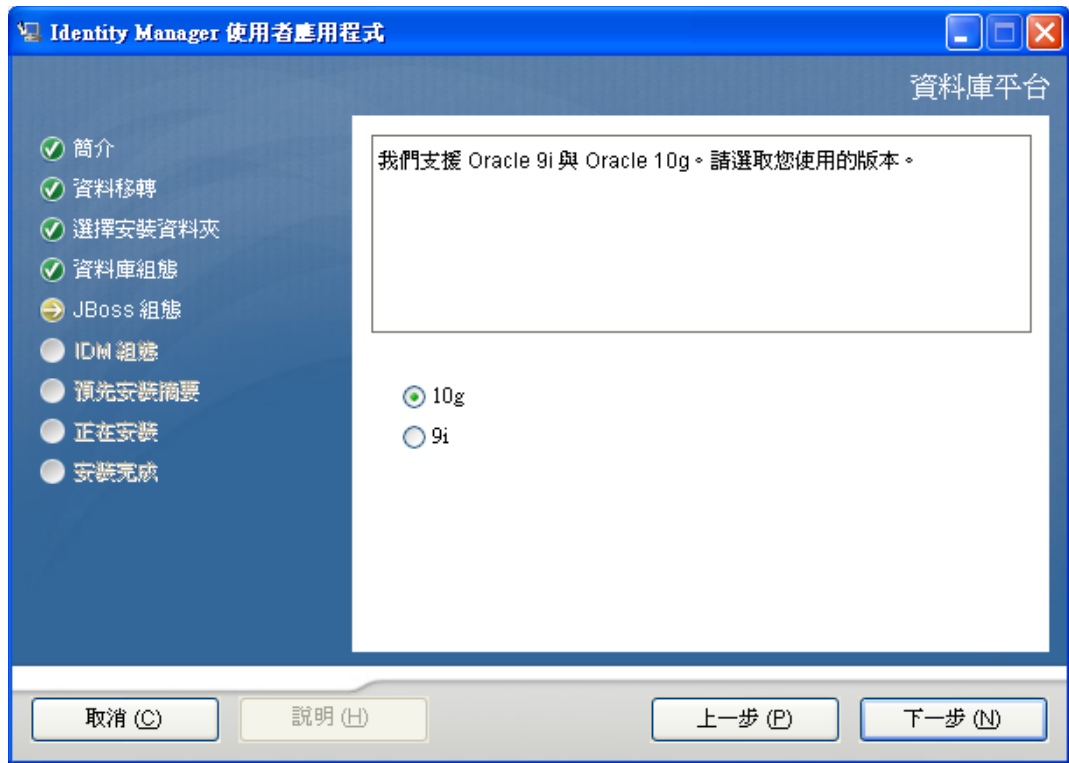 Identity Manager 使用者應用程式
資料庫平台
簡介
資料移轉
選擇安裝資料夾
資料庫組態
JBoss 組態
IDM 組態
預先安裝摘要
正在安裝
安裝完成
我們支援 Oracle 9i 與 Oracle 10g。請選取您使用的版本。
10g
9i
取消 (C)
說明 (H)
上一步 (P)
下一步 (N)